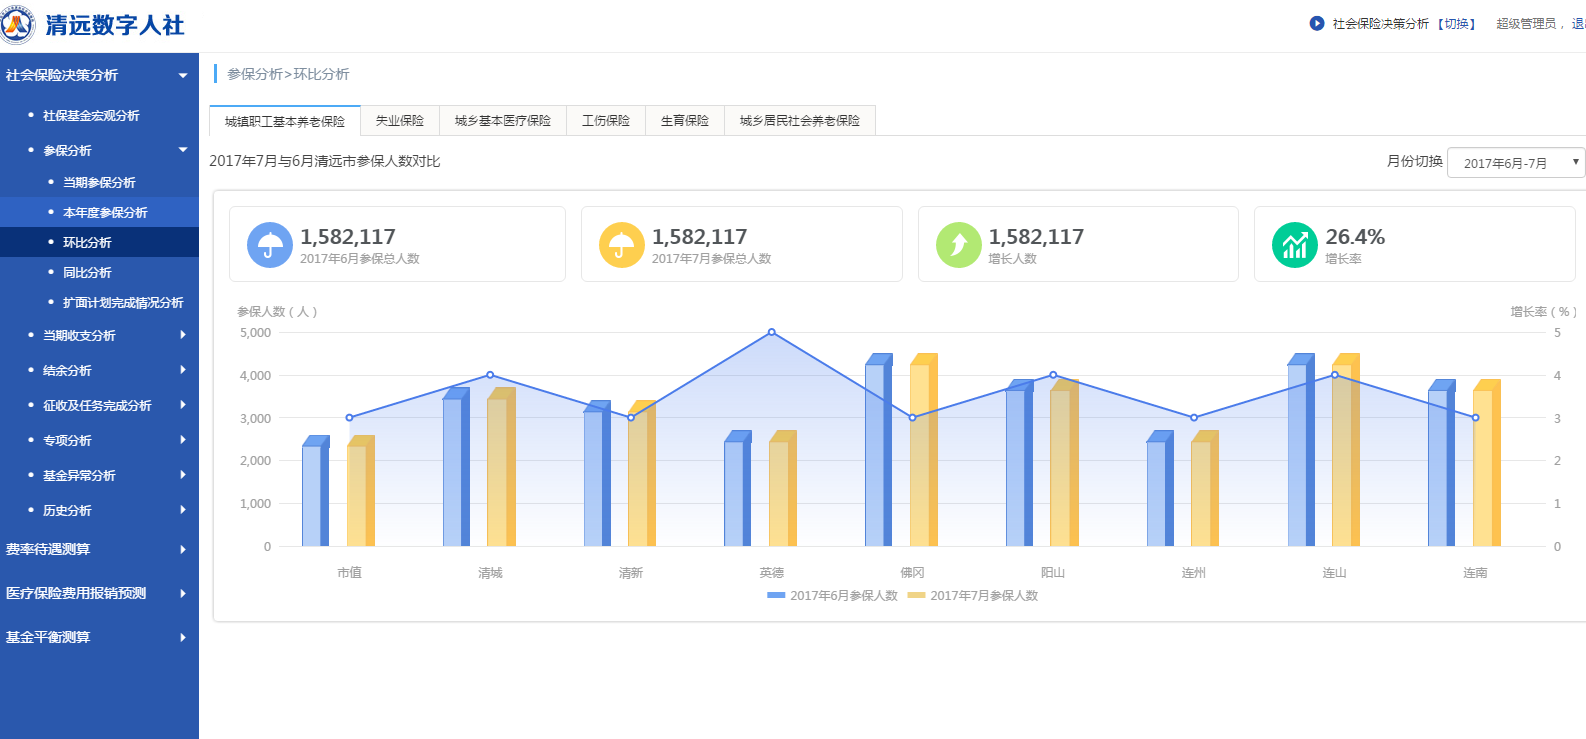 清远数字人社
社会保险决策分析 【切换】 超级管理员， 退
社会保险决策分析
社保基金宏观分析
参保分析
当期参保分析
本年度参保分析
环比分析
同比分析
扩面计划完成情况分析
当期收支分析
结余分析
征收及任务完成分析
专项分析
基金异常分析
历史分析
费率待遇测算
医疗保险费用报销预测
基金平衡测算
参保分析>环比分析
城镇职工基本养老保险 失业保险 城乡基本医疗保险 工伤保险 生育保险 城乡居民社会养老保险
2017年7月与6月清远市参保人数对比
月份切换 2017年6月-7月
1,582,117
2017年6月参保总人数
1,582,117
2017年7月参保总人数
1,582,117
增长人数
26.4%
增长率
参保人数（人） 增长率（%）
5,000 5
4,000 4
3,000 3
2,000 2
1,000 1
0 0
市值 清城 清新 英德 佛冈 阳山 连州 连山 连南
2017年6月参保人数 2017年7月参保人数